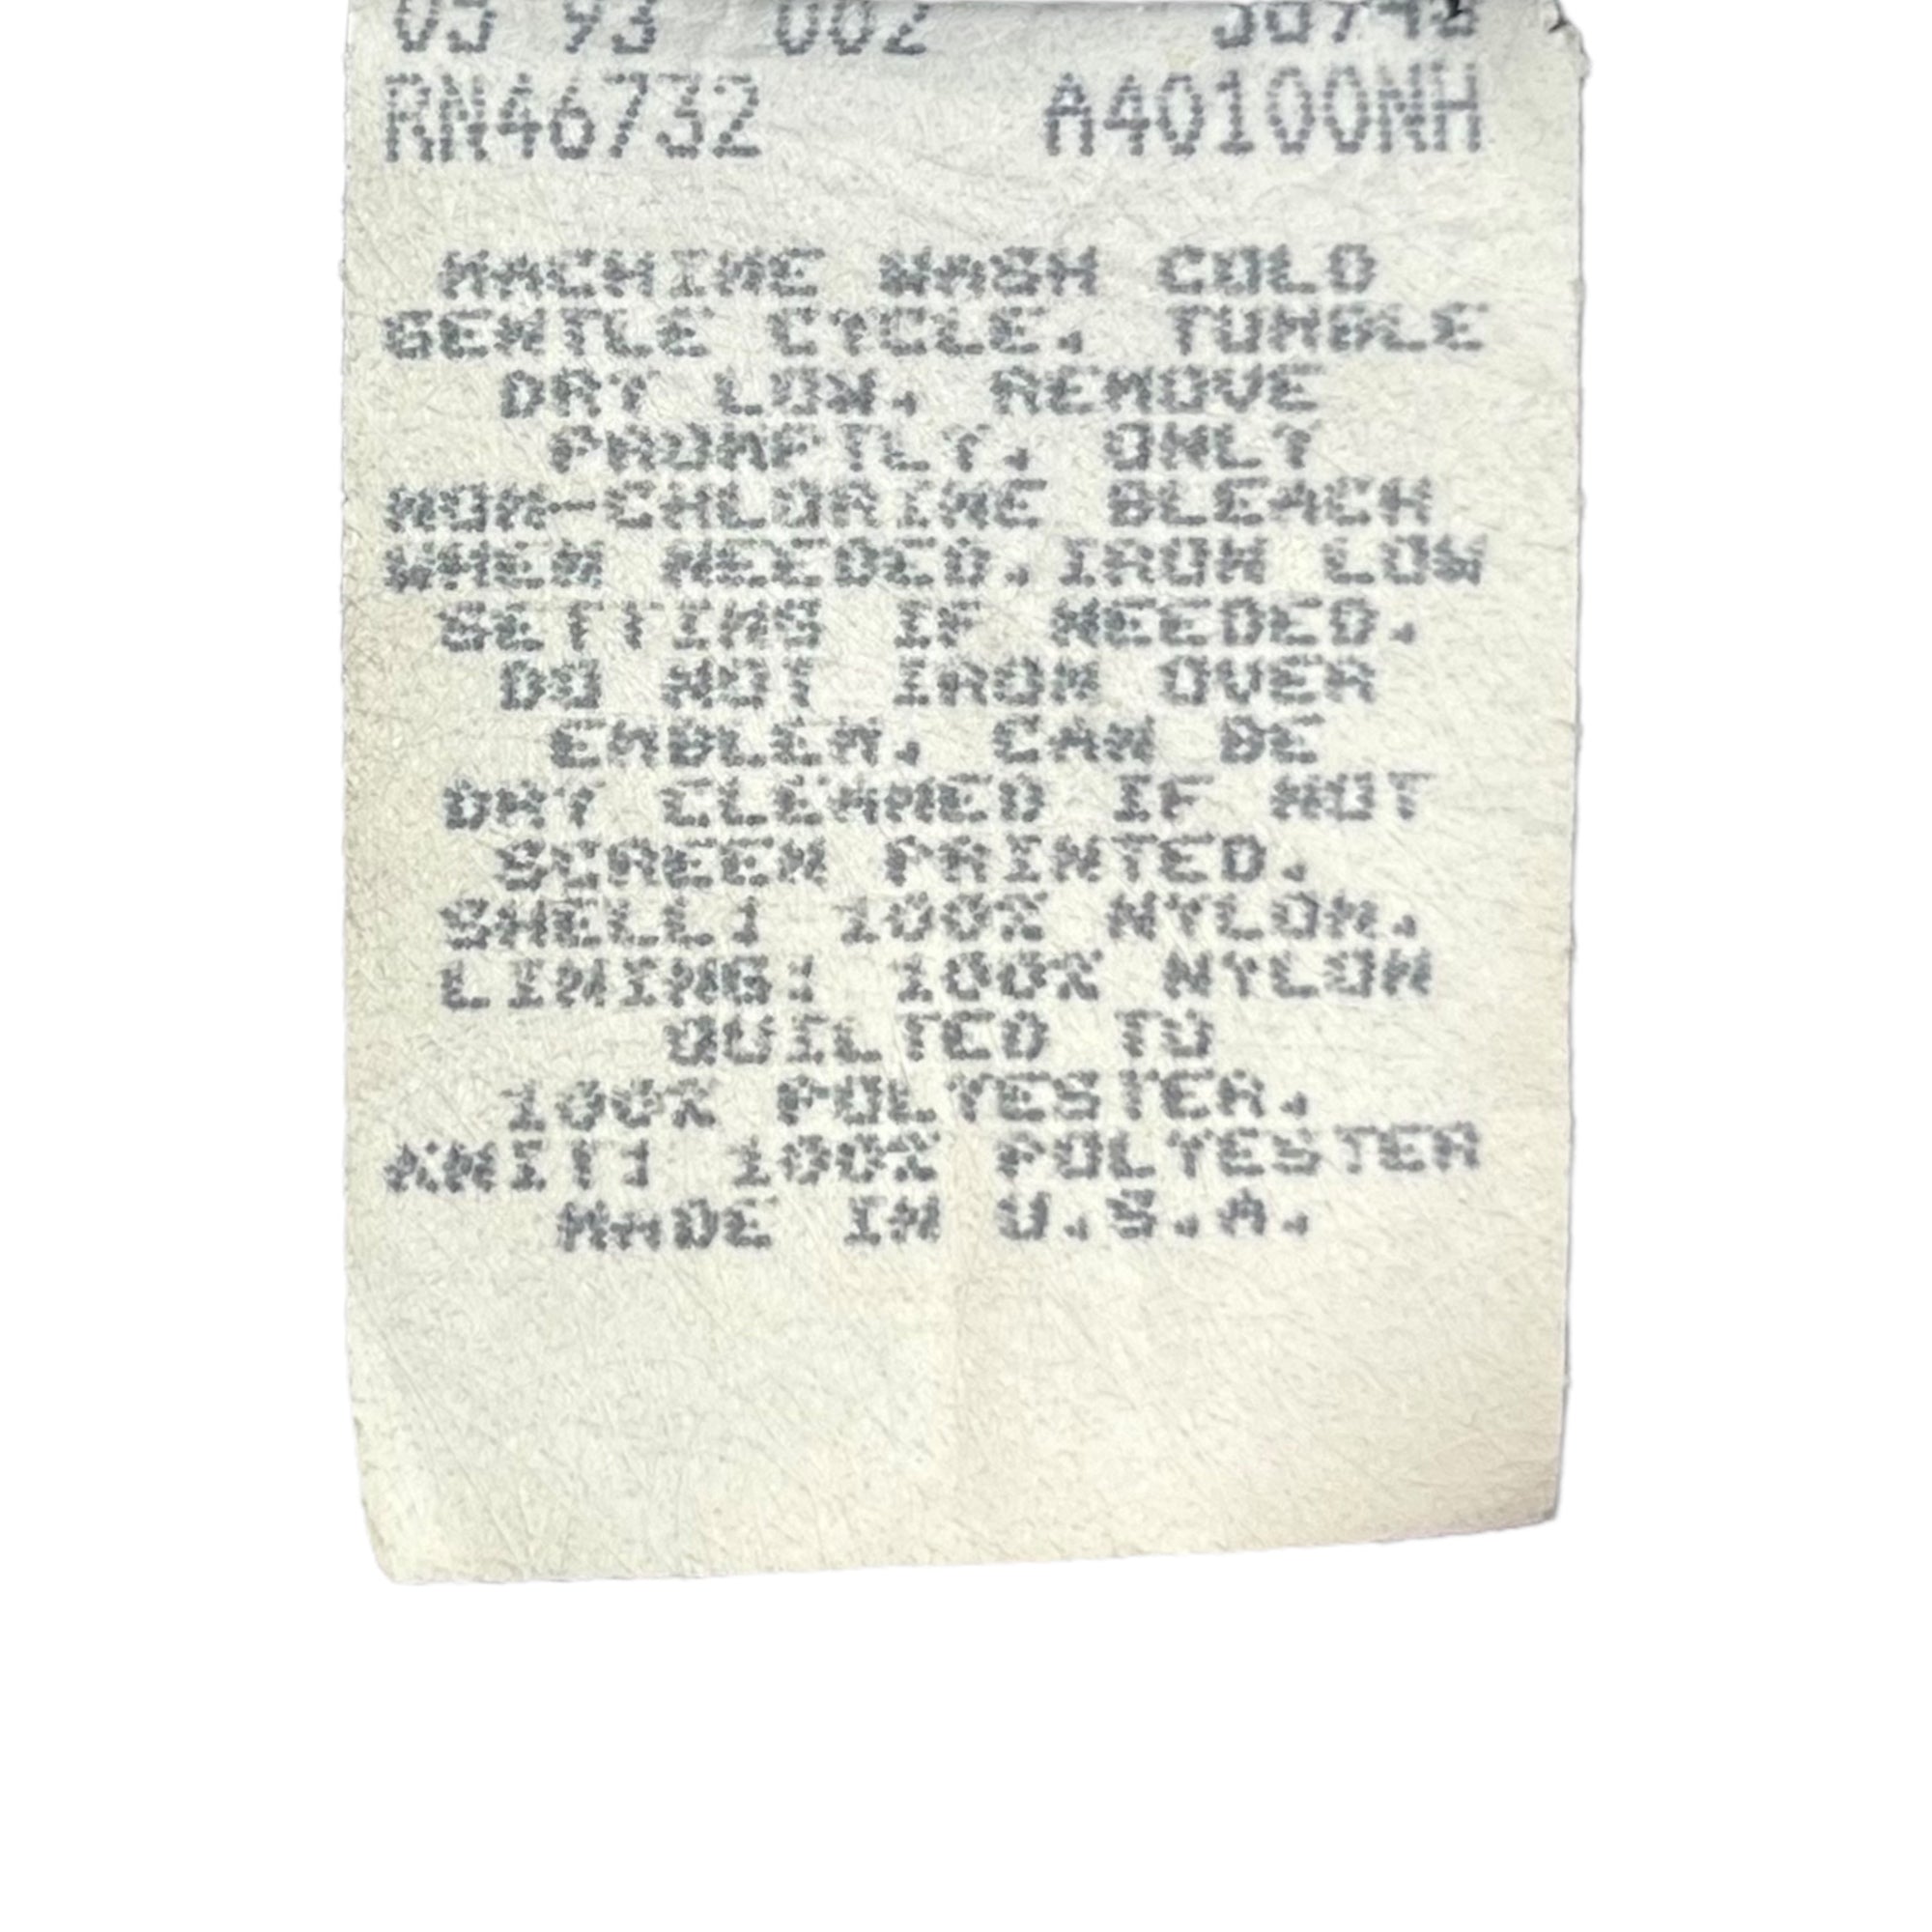 05 93 002
RN46732 A40100NH
MACHINE WASH COLD
GENTLE CYCLE. TUMBLE
DRY LOW. REMOVE
PROMPTLY. ONLY
NON-CHLORINE BLEACH
WHEN NEEDED.IRON LOW
SETTING IF NEEDED.
DO NOT IRON OVER
EMBLEM. CAN BE
DRY CLEANED IF NOT
SCREEN PRINTED.
SHELL: 100% NYLON.
LINING: 100% NYLON
QUILTED TO
100% POLYESTER.
KNIT: 100% POLYESTER
MADE IN U.S.A.